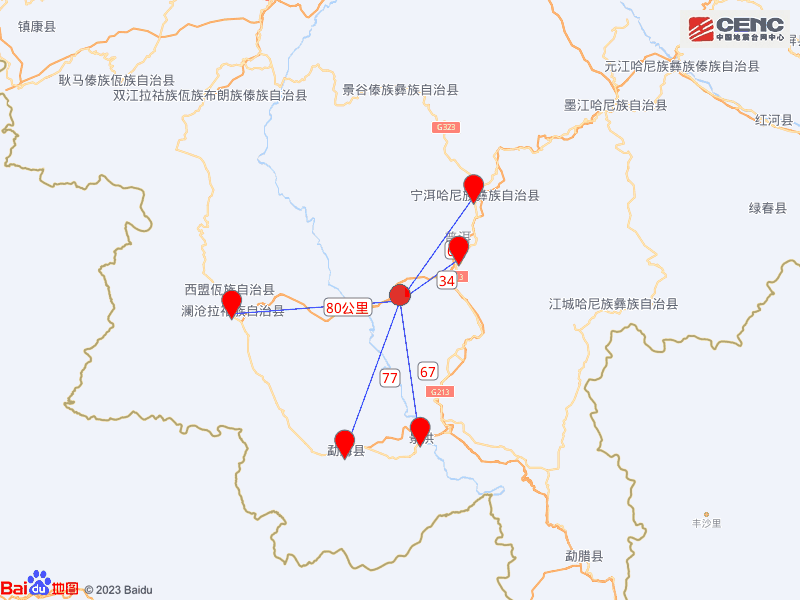 镇康县
CENC
中国地震台网中心
元江哈尼族彝族傣族自治县
耿马傣族佤族自治县
景谷傣族彝族自治县
双江拉祜族佤族布朗族傣族自治县
墨江哈尼族自治县
红河县
G323
宁洱哈尼族彝族自治县
绿春县
普洱
34
西盟佤族自治县
80公里
澜沧拉祜族自治县
江城哈尼族彝族自治县
67
77
G213
景洪
勐海县
丰沙里
勐腊县
Bai du 地图 © 2023 Baidu